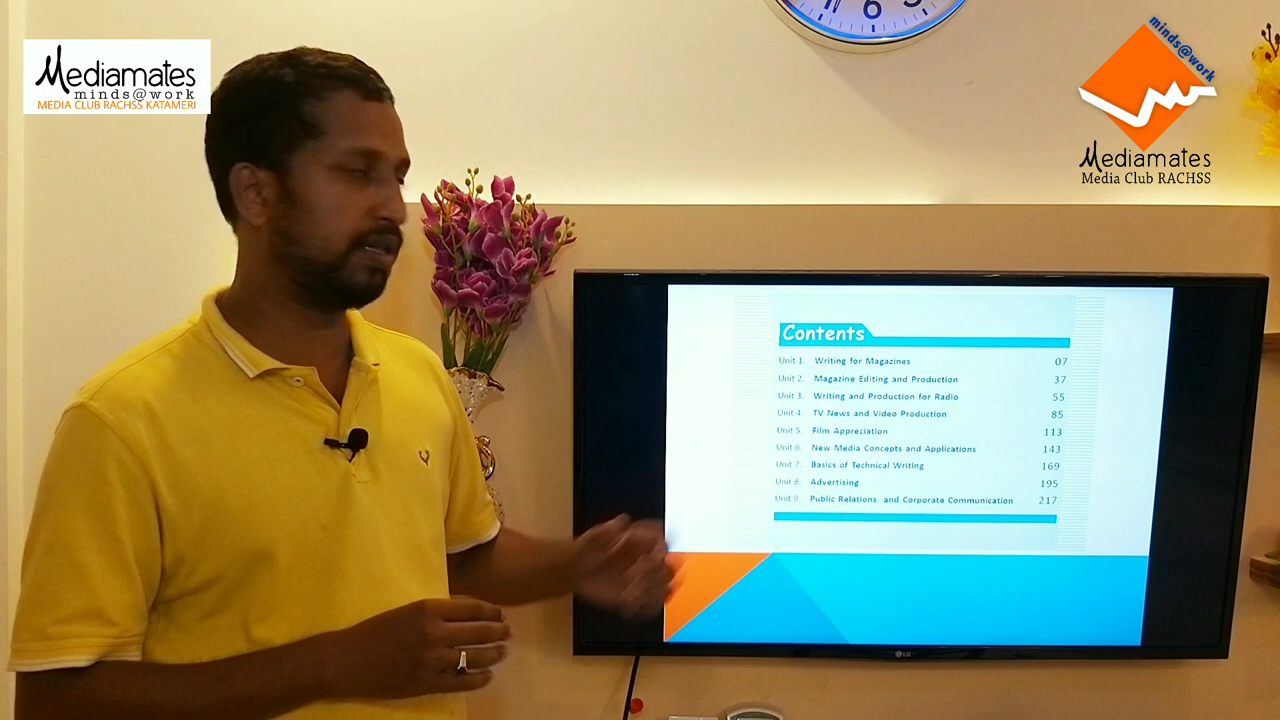 Mediamates
minds@work
MEDIA CLUB RACHSS KATAMERI
6
minds@work
Mediamates
Media Club RACHSS
Contents
Unit 1. Writing for Magazines 07
Unit 2. Magazine Editing and Production 37
Unit 3. Writing and Production for Radio 55
Unit 4. TV News and Video Production 85
Unit 5. Film Appreciation 113
Unit 6. New Media Concepts and Applications 143
Unit 7. Basics of Technical Writing 169
Unit 8. Advertising 195
Unit 9. Public Relations and Corporate Communication 217
LG